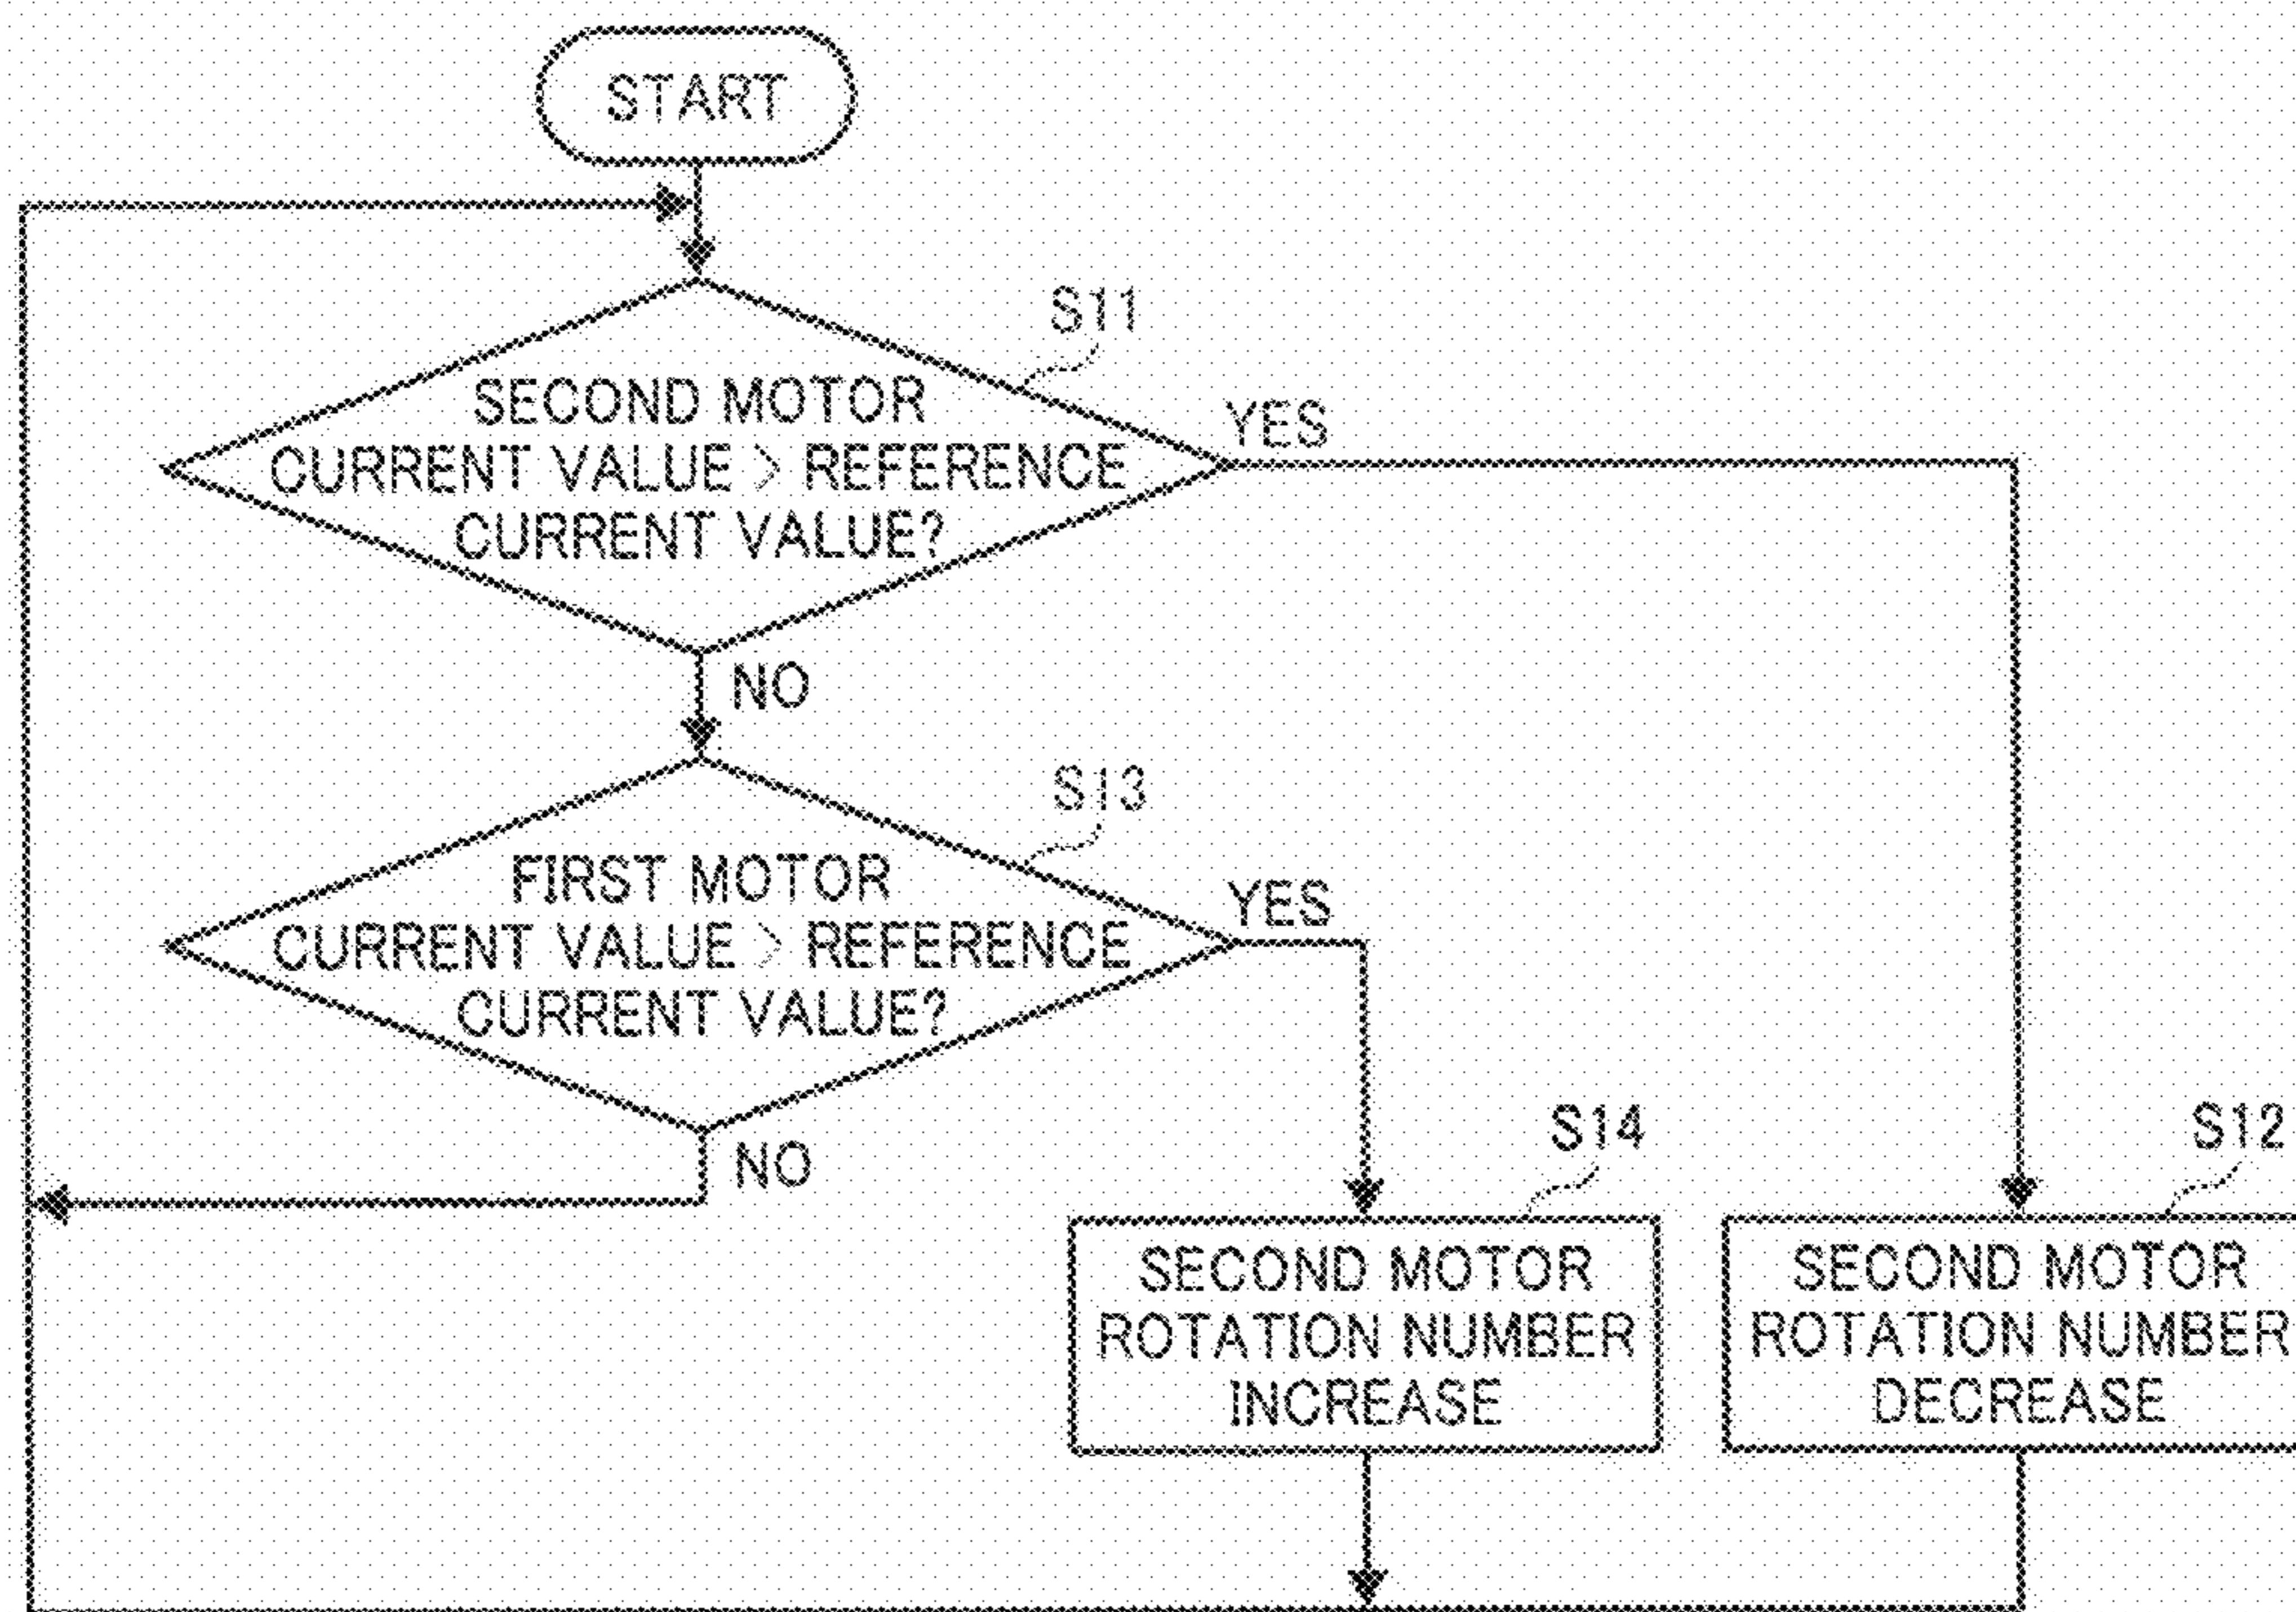 START
S11
SECOND MOTOR
CURRENT VALUE > REFERENCE
CURRENT VALUE?
YES
NO
S13
FIRST MOTOR
CURRENT VALUE > REFERENCE
CURRENT VALUE?
YES
NO
S14
SECOND MOTOR
ROTATION NUMBER
INCREASE
S12
SECOND MOTOR
ROTATION NUMBER
DECREASE